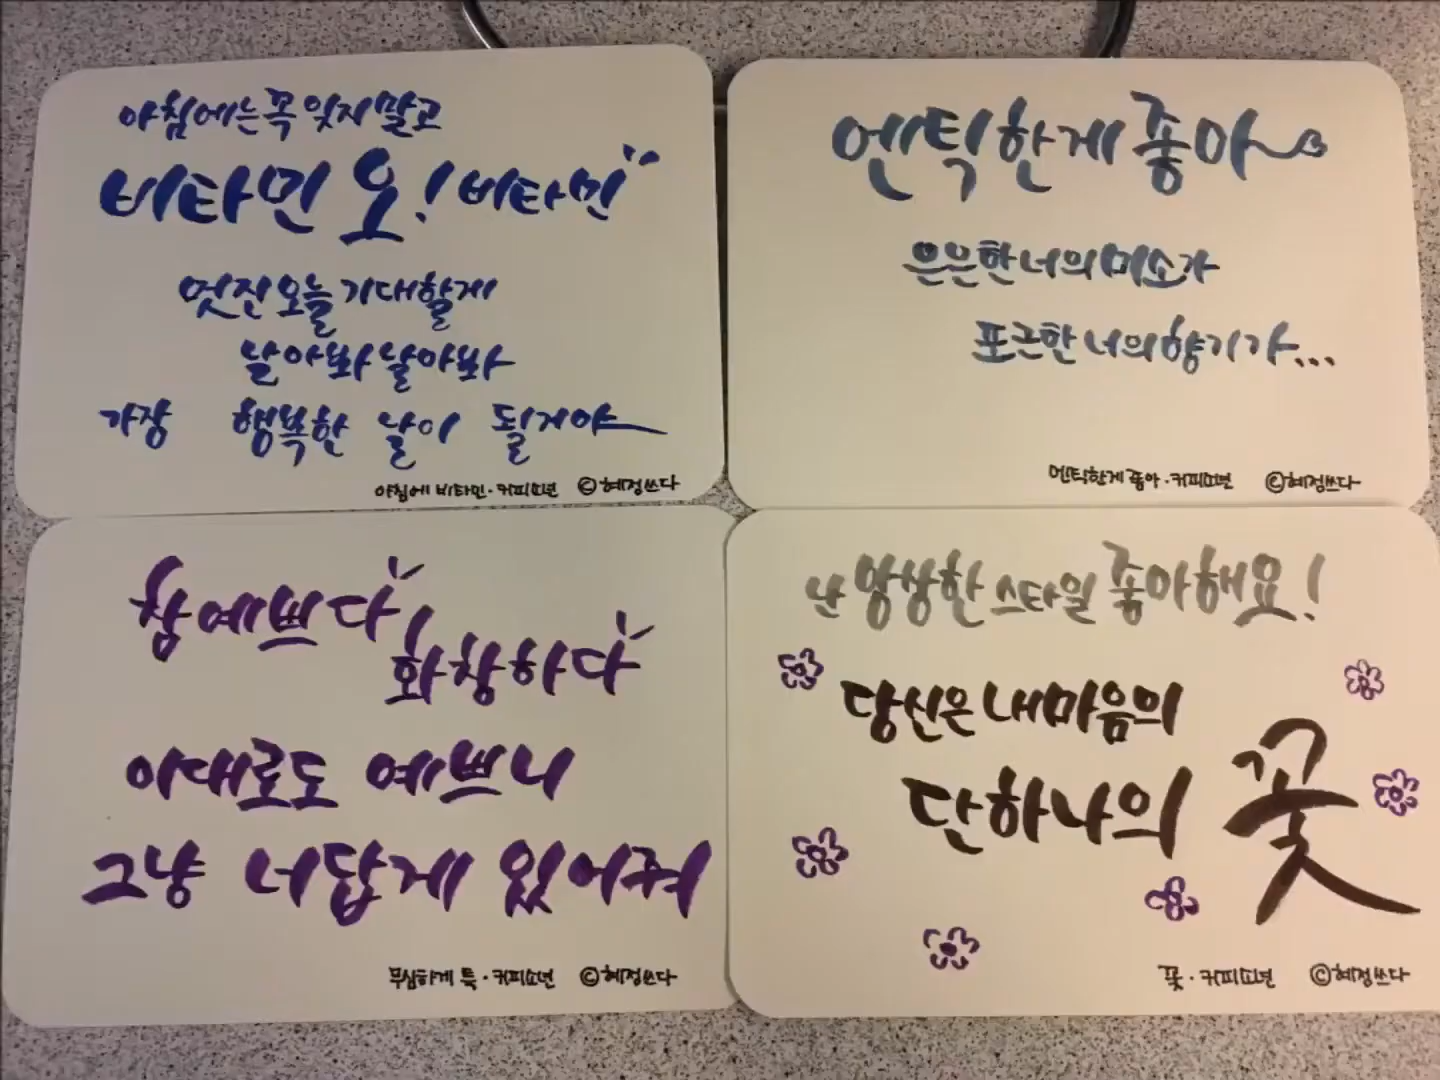 아침에는 꼭 잊지 말고
비타민 오! 비타민
멋진 오늘 기대할게
날아봐 날아봐
가장 행복한 날이 될거야
아침에 비타민·커피소년 ©혜정쓰다
엔틱한게 좋아
은은한 너의 미소가
포근한 너의 향기가...
엔틱한게 좋아·커피소년 ©혜정쓰다
참 예쁘다
화창하다
이대로도 예쁘니
그냥 너답게 있어줘
무심하게 툭·커피소년 ©혜정쓰다
난 앙상한 스타일 좋아해요!
당신은 내 마음의
단 하나의 꽃
꽃·커피소년 ©혜정쓰다